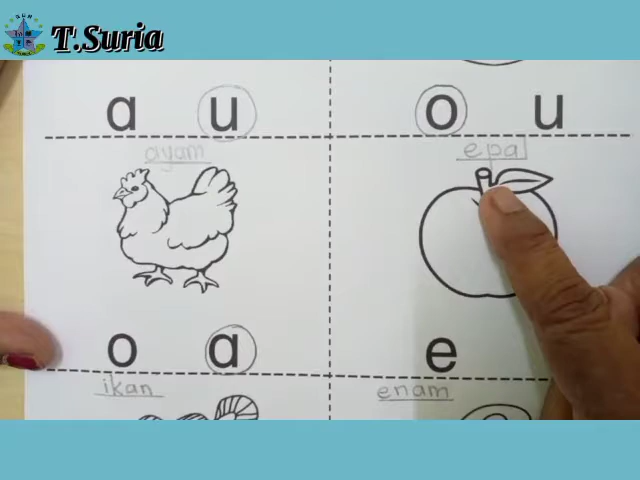 T.Suria
a u o u
ayam epal
o a e
ikan enam